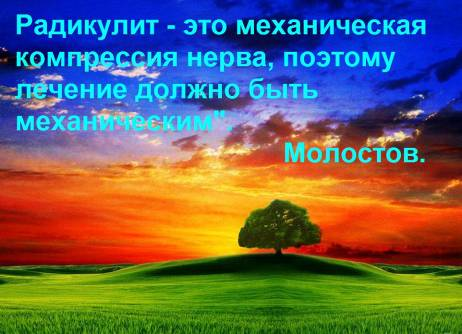 Радикулит - это механическая
компрессия нерва, поэтому
лечение должно быть
механическим".
Молостов.